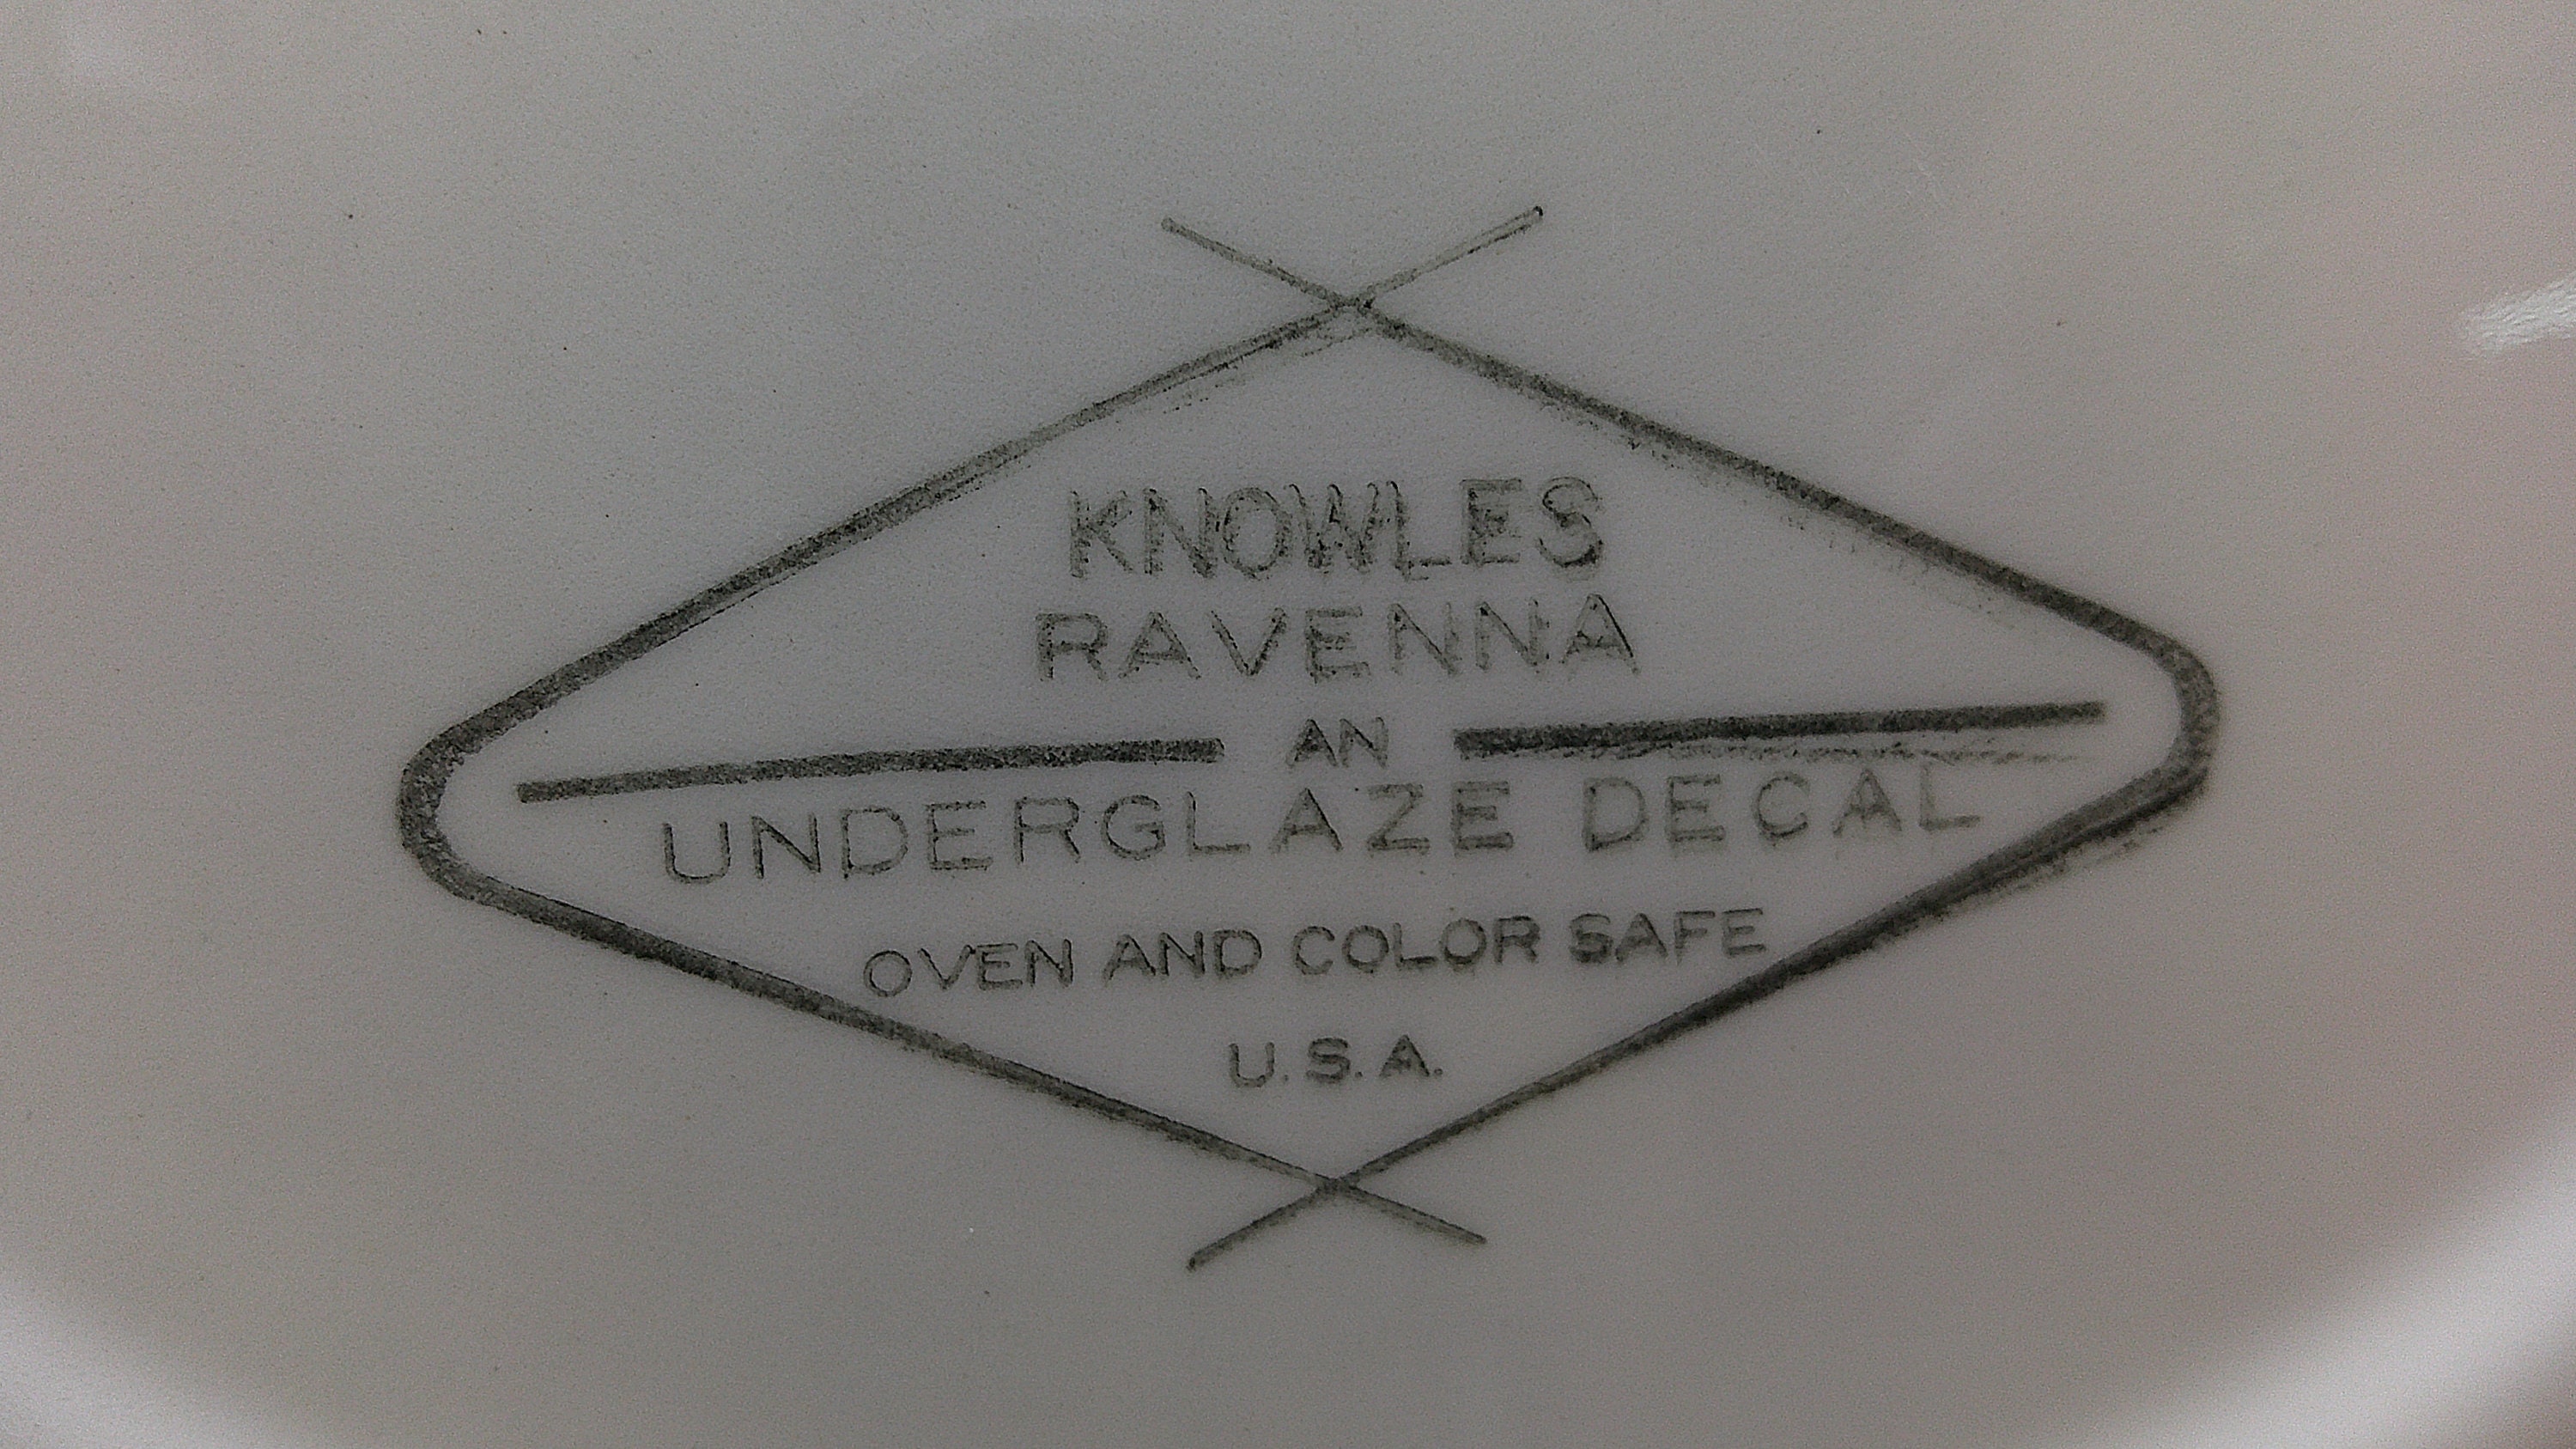 KNOWLES
RAVENNA
AN
UNDERGLAZE DECAL
OVEN AND COLOR SAFE
U.S.A.